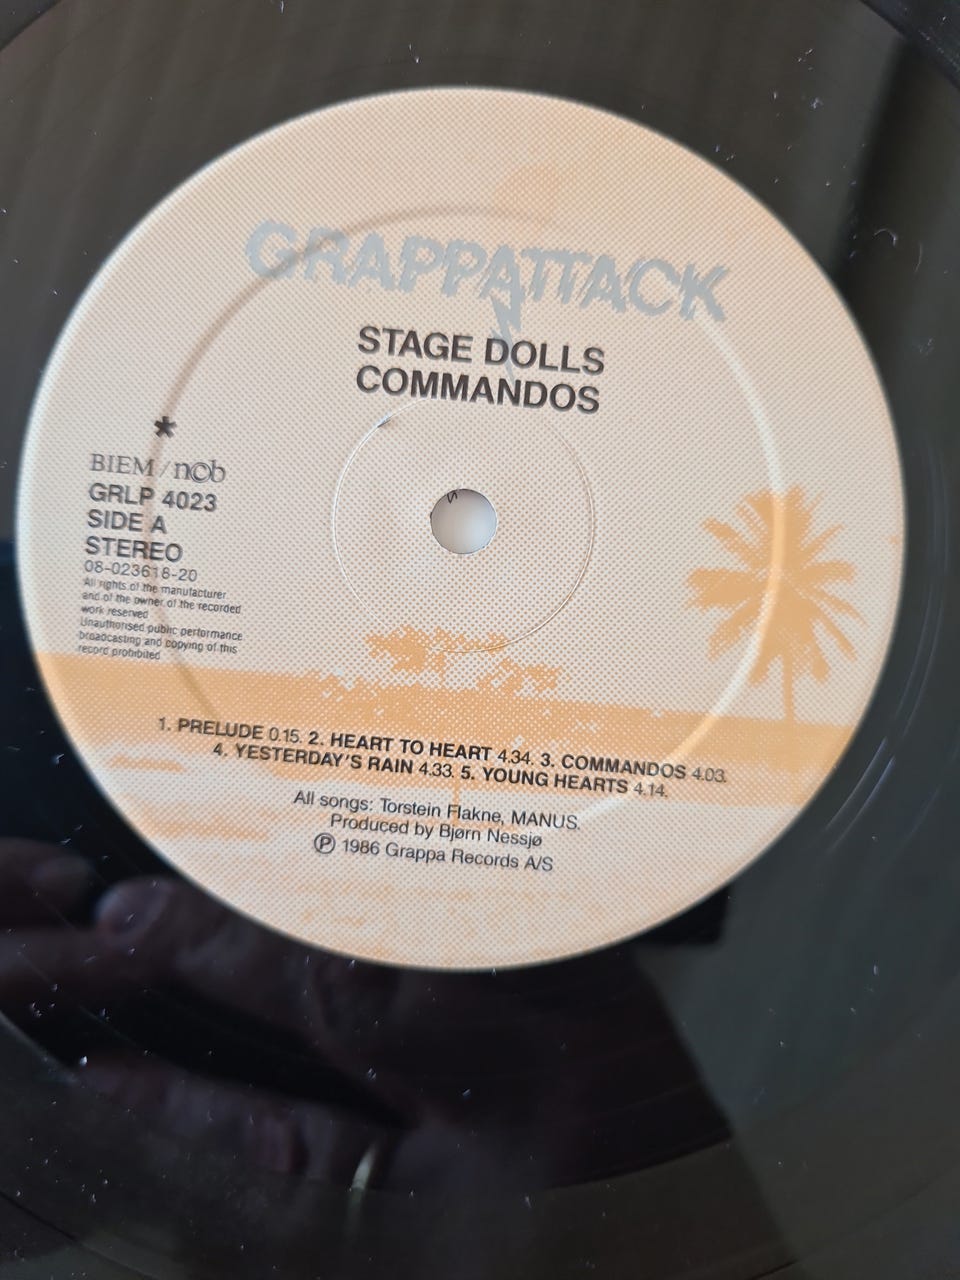 GRAPPATTACK
STAGE DOLLS
COMMANDOS
*
BIEM/n©b
GRLP 4023
SIDE A
STEREO
08-023618-20
All rights of the manufacturer
and of the owner of the recorded
work reserved
Unauthorised public performance
broadcasting and copying of this
record prohibited
1. PRELUDE 0.15. 2. HEART TO HEART 4.34. 3. COMMANDOS 4.03.
4. YESTERDAY'S RAIN 4.33. 5. YOUNG HEARTS 4.14.
All songs: Torstein Flakne, MANUS.
Produced by Bjørn Nessjø
Ⓟ 1986 Grappa Records A/S